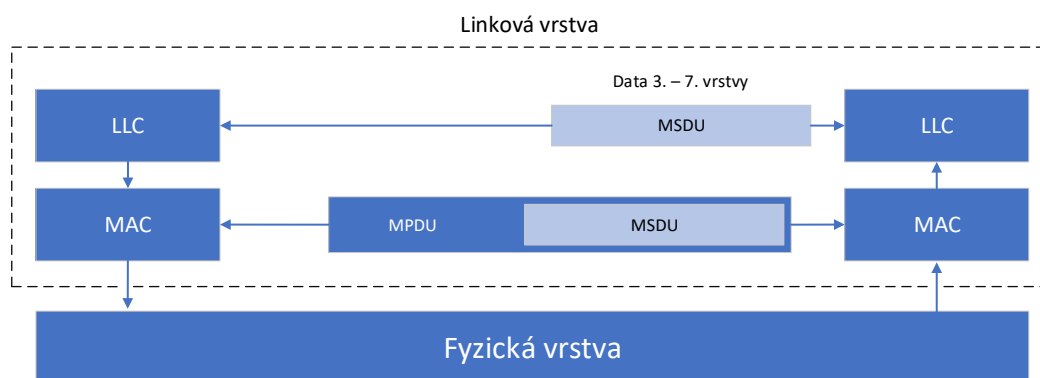 Linková vrstva
Data 3. – 7. vrstvy
LLC
MSDU
LLC
MAC
MPDU
MSDU
MAC
Fyzická vrstva